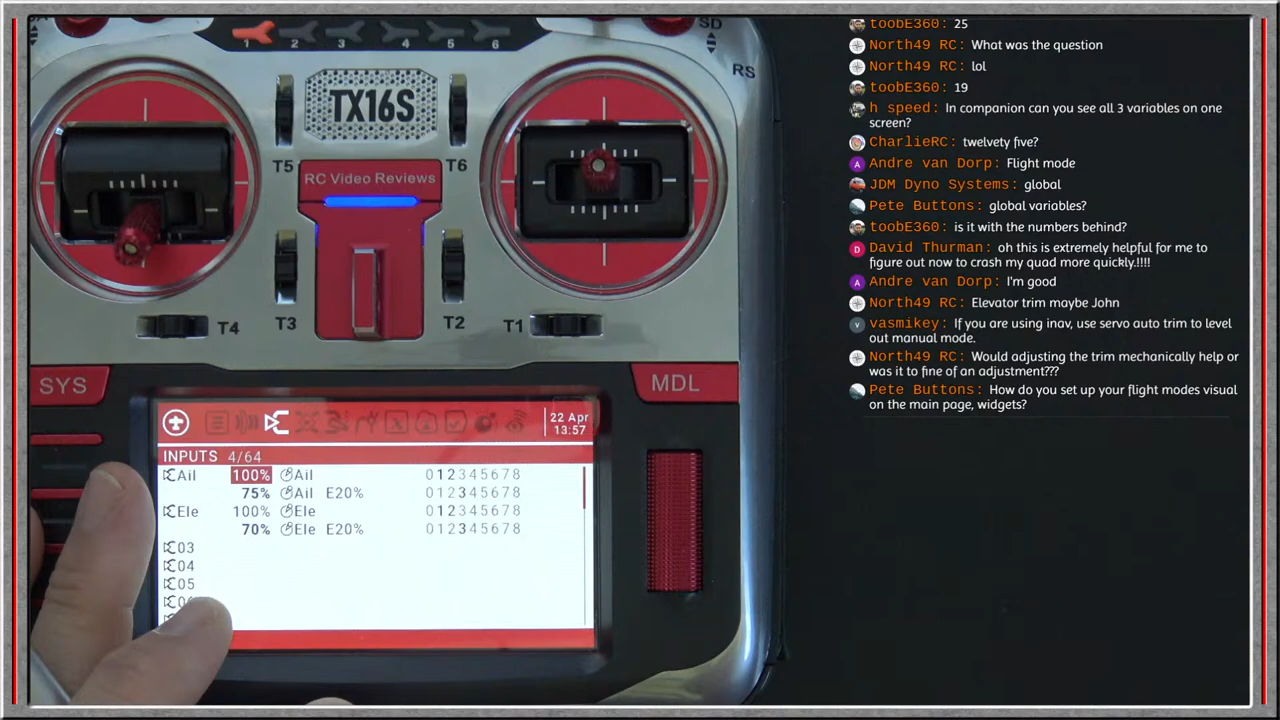 SD
1
2
3
4
5
6
RS
TX16S
T5
T6
RC Video Reviews
T4
T3
T2
T1
SYS
MDL
22 Apr
13:57
INPUTS 4/64
Ail 100% Ail 012345678
75% Ail E20% 012345678
Ele 100% Ele 012345678
70% Ele E20% 012345678
03
04
05
toobE360: 25
North49 RC: What was the question
North49 RC: lol
toobE360: 19
h speed: In companion can you see all 3 variables on one
screen?
CharlieRC: twelvety five?
A Andre van Dorp: Flight mode
JDM Dyno Systems: global
Pete Buttons: global variables?
toobE360: is it with the numbers behind?
D David Thurman: oh this is extremely helpful for me to
figure out now to crash my quad more quickly.!!!!
A Andre van Dorp: I'm good
North49 RC: Elevator trim maybe John
V vasmikey: If you are using inav, use servo auto trim to level
out manual mode.
North49 RC: Would adjusting the trim mechanically help or
was it to fine of an adjustment???
Pete Buttons: How do you set up your flight modes visual
on the main page, widgets?